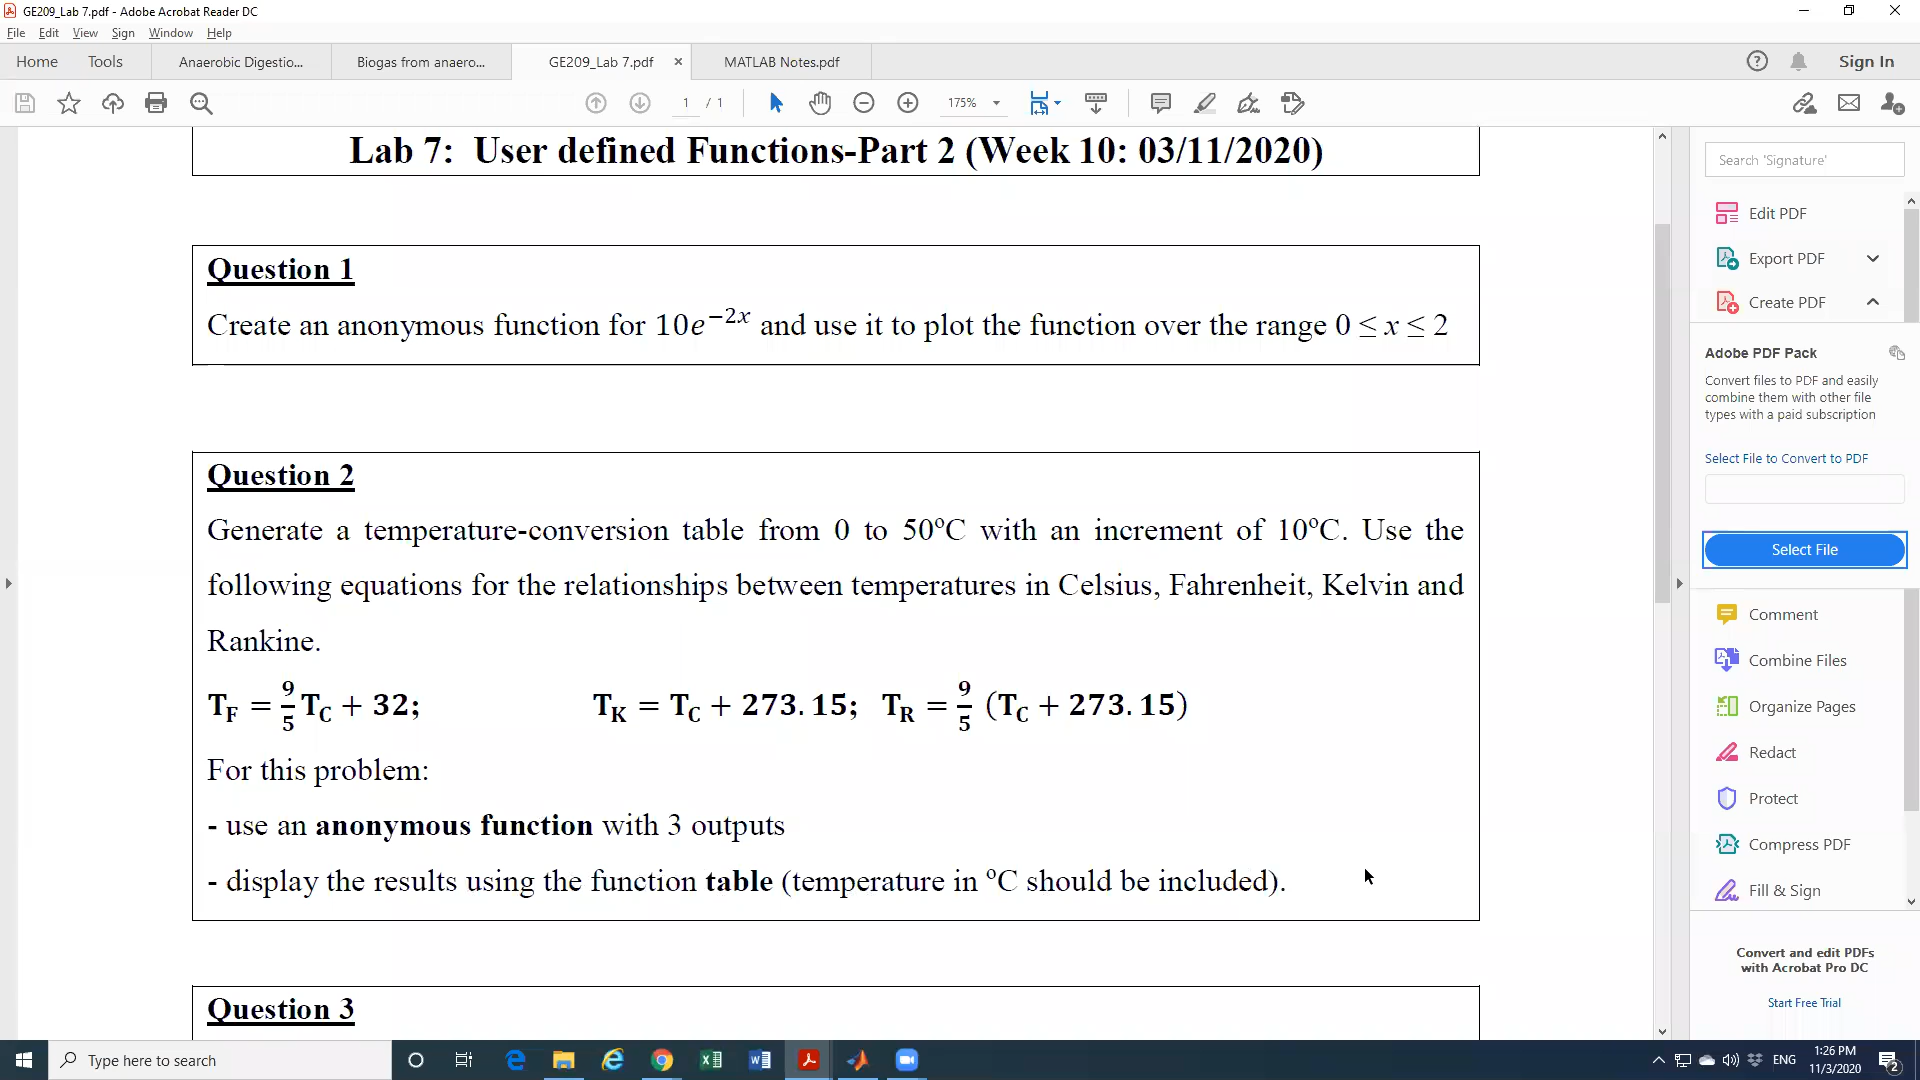 GE209_Lab 7.pdf - Adobe Acrobat Reader DC
File Edit View Sign Window Help
Home Tools Anaerobic Digestio... Biogas from anaero... GE209_Lab 7.pdf × MATLAB Notes.pdf Sign In
1 / 1 175%
Lab 7: User defined Functions-Part 2 (Week 10: 03/11/2020)
Question 1
Create an anonymous function for 10e⁻²ˣ and use it to plot the function over the range 0 ≤ x ≤ 2
Question 2
Generate a temperature-conversion table from 0 to 50ºC with an increment of 10ºC. Use the
following equations for the relationships between temperatures in Celsius, Fahrenheit, Kelvin and
Rankine.
T_F = 9/5 T_C + 32; T_K = T_C + 273.15; T_R = 9/5 (T_C + 273.15)
For this problem:
- use an anonymous function with 3 outputs
- display the results using the function table (temperature in ºC should be included).
Question 3
Search 'Signature'
Edit PDF
Export PDF
Create PDF
Adobe PDF Pack
Convert files to PDF and easily
combine them with other file
types with a paid subscription
Select File to Convert to PDF
Select File
Comment
Combine Files
Organize Pages
Redact
Protect
Compress PDF
Fill & Sign
Convert and edit PDFs
with Acrobat Pro DC
Start Free Trial
Type here to search
ENG
1:26 PM
11/3/2020
2